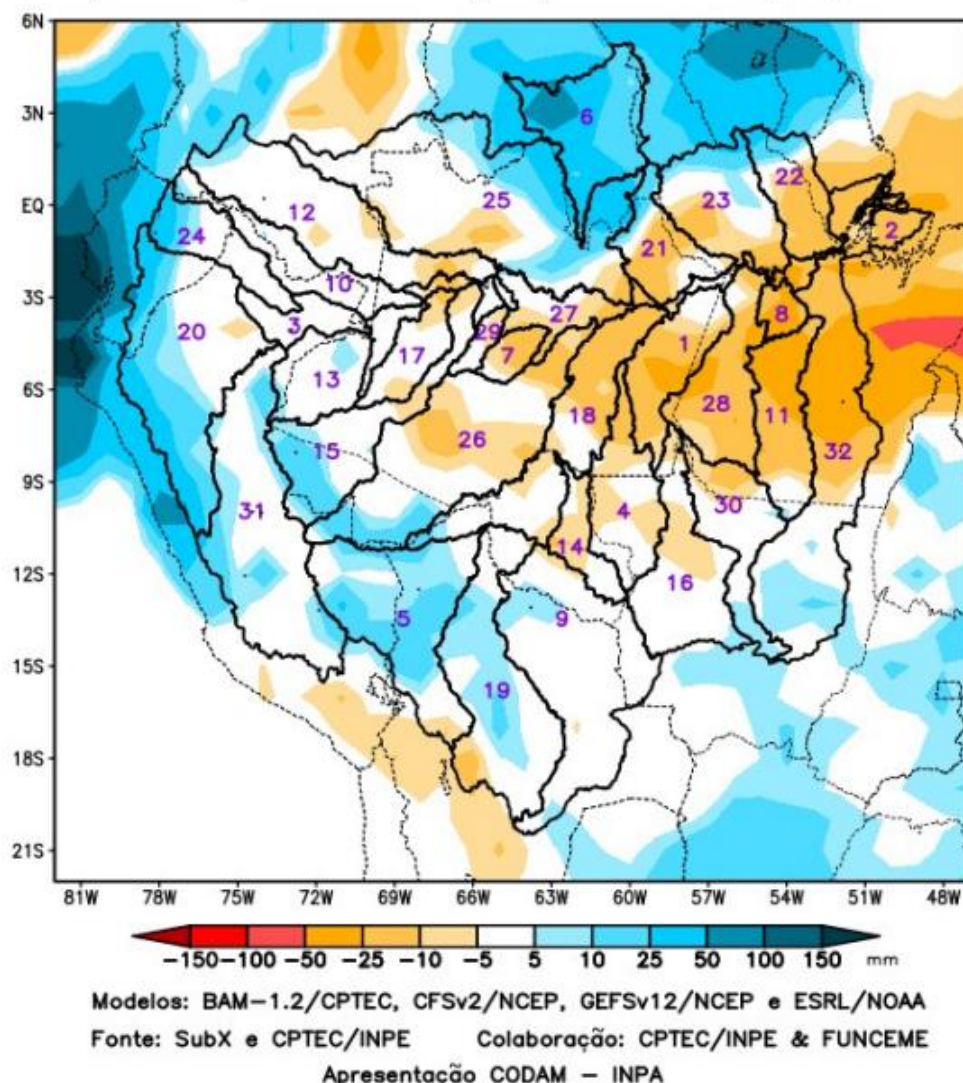 6N
3N
EQ
3S
6S
9S
12S
15S
18S
21S
6
22
23
25
12
2
24
21
10
27
3
8
20
29
1
17
7
13
18
28
11
26
15
32
31
4
30
14
16
5
9
19
81W 78W 75W 72W 69W 66W 63W 60W 57W 54W 51W 48W
-150 -100 -50 -25 -10 -5 5 10 25 50 100 150 mm
Modelos: BAM-1.2/CPTEC, CFSv2/NCEP, GEFSv12/NCEP e ESRL/NOAA
Fonte: SubX e CPTEC/INPE Colaboração: CPTEC/INPE & FUNCEME
Apresentação CODAM - INPA